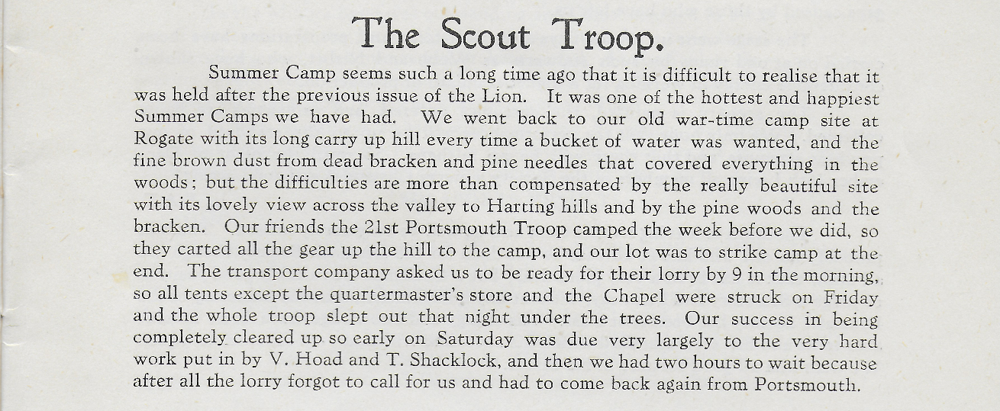 The Scout Troop.
Summer Camp seems such a long time ago that it is difficult to realise that it
was held after the previous issue of the Lion. It was one of the hottest and happiest
Summer Camps we have had. We went back to our old war-time camp site at
Rogate with its long carry up hill every time a bucket of water was wanted, and the
fine brown dust from dead bracken and pine needles that covered everything in the
woods; but the difficulties are more than compensated by the really beautiful site
with its lovely view across the valley to Harting hills and by the pine woods and the
bracken. Our friends the 21st Portsmouth Troop camped the week before we did, so
they carted all the gear up the hill to the camp, and our lot was to strike camp at the
end. The transport company asked us to be ready for their lorry by 9 in the morning,
so all tents except the quartermaster's store and the Chapel were struck on Friday
and the whole troop slept out that night under the trees. Our success in being
completely cleared up so early on Saturday was due very largely to the very hard
work put in by V. Hoad and T. Shacklock, and then we had two hours to wait because
after all the lorry forgot to call for us and had to come back again from Portsmouth.